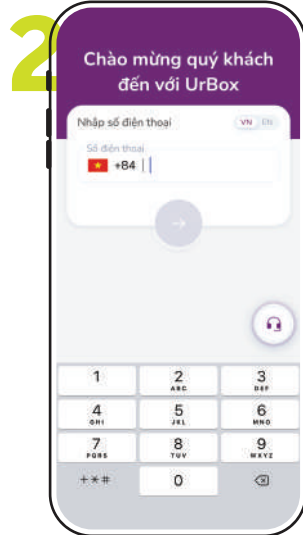 2
Chào mừng quý khách
đến với UrBox
Nhập số điện thoại
VN EN
Số điện thoại
+84
1
2
ABC
3
DEF
4
GHI
5
JKL
6
MNO
7
PQRS
8
TUV
9
WXYZ
+*#
0